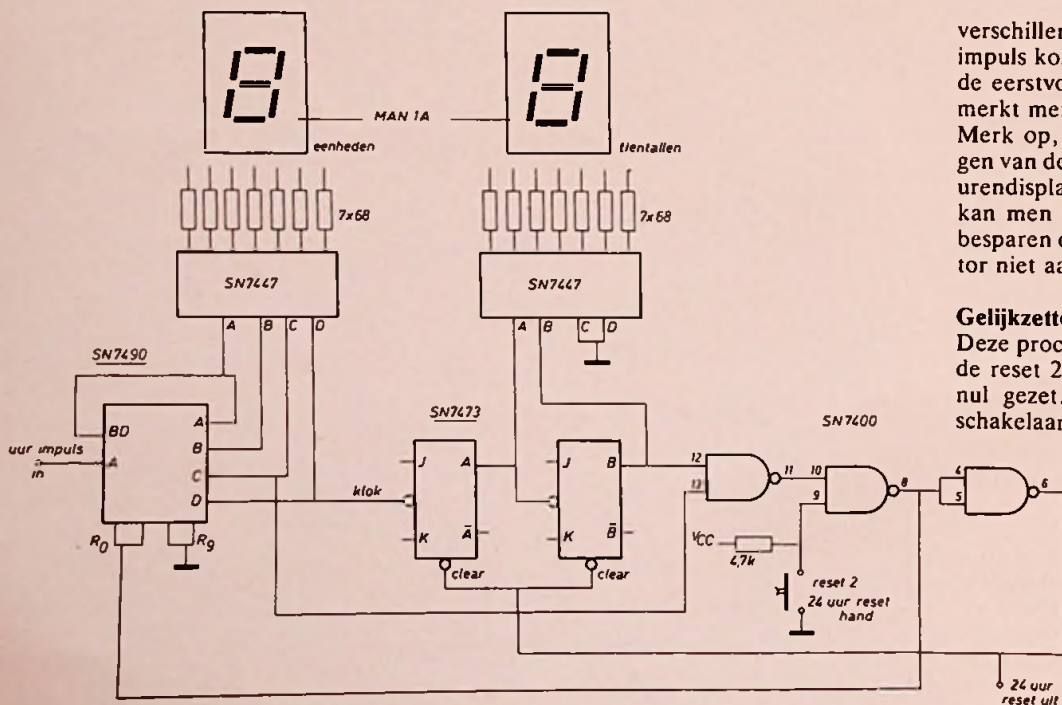 MAN 1A
eenheden
tientallen
7x68
7x68
SN7447
SN7447
A B C D
A B C D
SN7490
BD
A
A
B
C
D
uur impuls
in
R0
R9
SN7473
klok
J
A
K
A̅
clear
J
B
K
B̅
clear
SN7400
12
13
11
10
9
8
4
5
6
VCC
4,7k
reset 2
24 uur reset
hand
24 uur
reset uit
verschillen
impuls ko
de eerstvo
merkt me
Merk op,
gen van de
urendispla
kan men
besparen
tor niet aa
Gelijkzette
Deze proc
de reset 2
nul gezet.
schakelaar